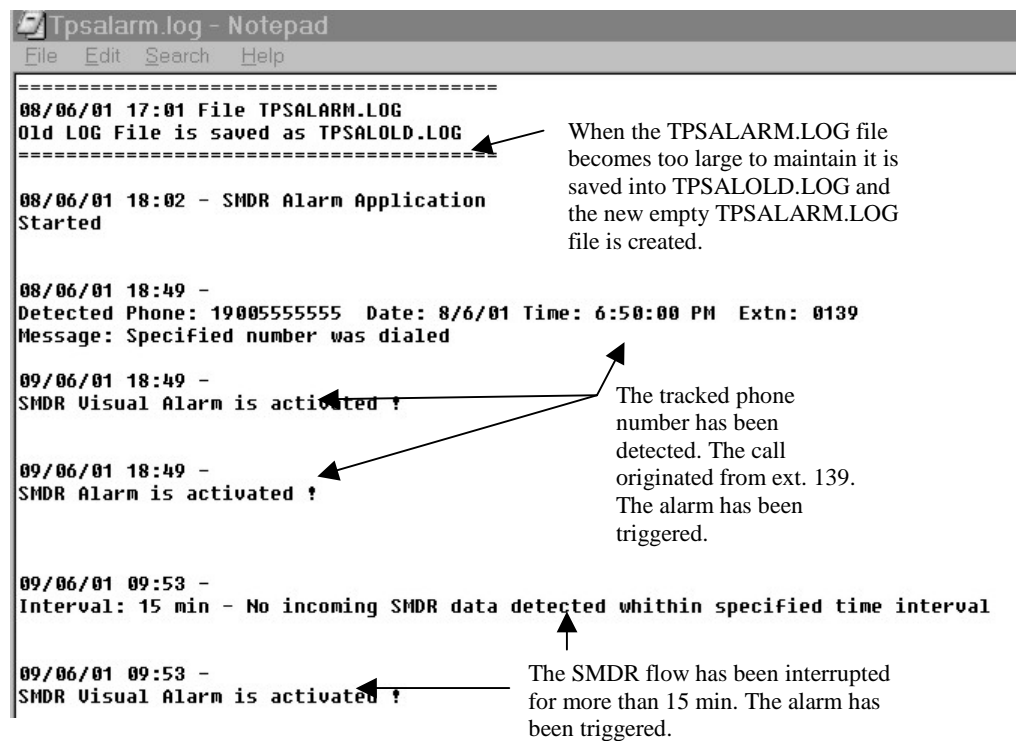 Tpsalarm.log - Notepad
File Edit Search Help
========================================
08/06/01 17:01 File TPSALARM.LOG
Old LOG File is saved as TPSALOLD.LOG
========================================
When the TPSALARM.LOG file
becomes too large to maintain it is
saved into TPSALOLD.LOG and
the new empty TPSALARM.LOG
file is created.
08/06/01 18:02 - SMDR Alarm Application
Started
08/06/01 18:49 -
Detected Phone: 19005555555 Date: 8/6/01 Time: 6:50:00 PM Extn: 0139
Message: Specified number was dialed
09/06/01 18:49 -
SMDR Visual Alarm is activated !
09/06/01 18:49 -
SMDR Alarm is activated !
The tracked phone
number has been
detected. The call
originated from ext. 139.
The alarm has been
triggered.
09/06/01 09:53 -
Interval: 15 min - No incoming SMDR data detected whithin specified time interval
09/06/01 09:53 -
SMDR Visual Alarm is activated !
The SMDR flow has been interrupted
for more than 15 min. The alarm has
been triggered.